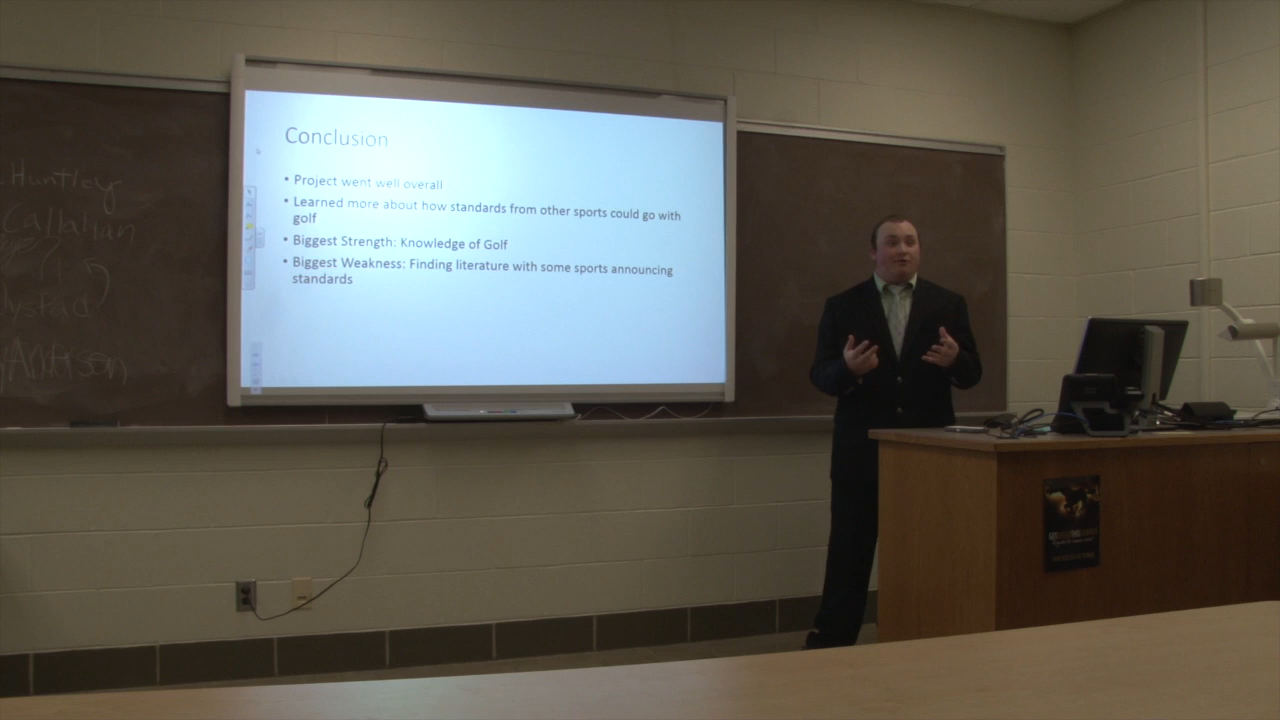 Huntley
Callahan
Conclusion
• Project went well overall
• Learned more about how standards from other sports could go with
golf
• Biggest Strength: Knowledge of Golf
• Biggest Weakness: Finding literature with some sports announcing
standards